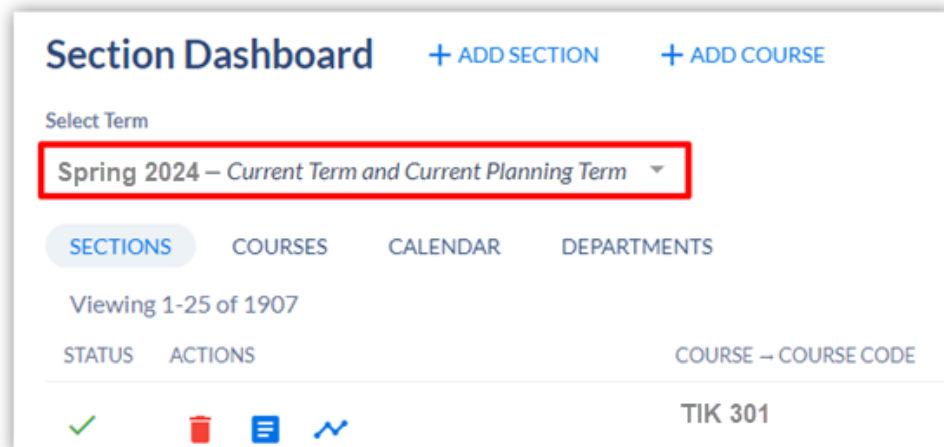 Section Dashboard + ADD SECTION + ADD COURSE
Select Term
Spring 2024 – Current Term and Current Planning Term
SECTIONS COURSES CALENDAR DEPARTMENTS
Viewing 1-25 of 1907
STATUS ACTIONS COURSE → COURSE CODE
TIK 301